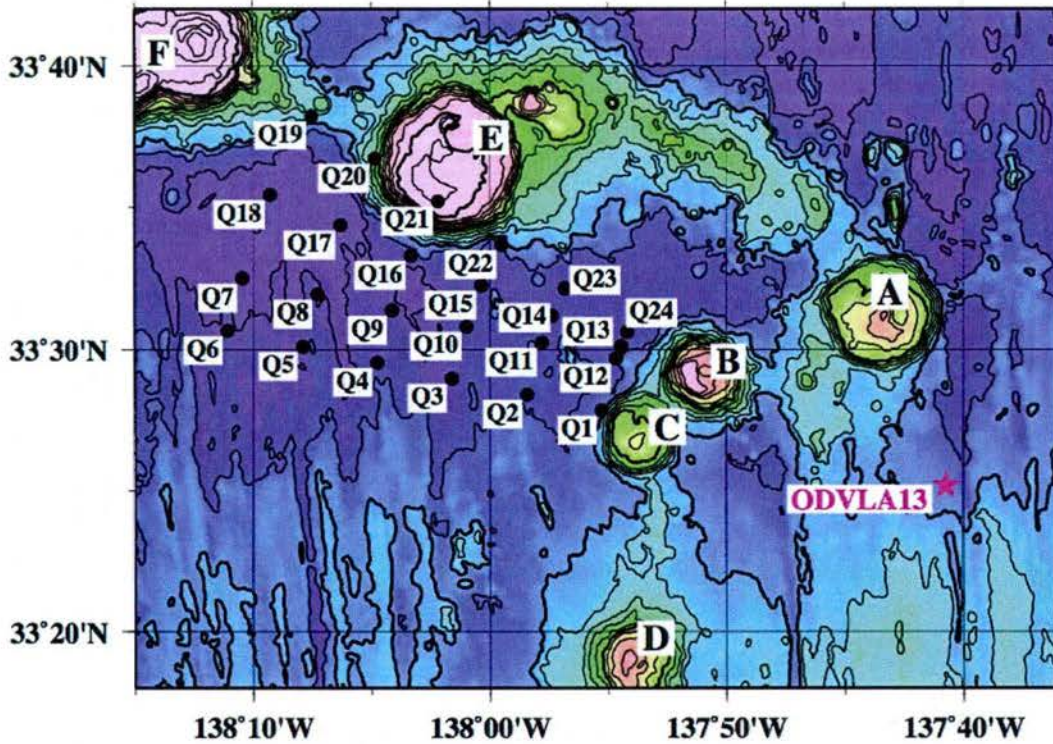 F
33°40'N
Q19
E
Q20
Q18
Q21
Q17
A
Q16
Q22
Q23
Q7
Q8
Q15
Q14
Q24
Q9
Q13
33°30'N
Q6
Q10
Q11
B
Q5
Q4
Q12
Q3
Q2
Q1
C
ODVLA13
33°20'N
D
138°10'W 138°00'W 137°50'W 137°40'W